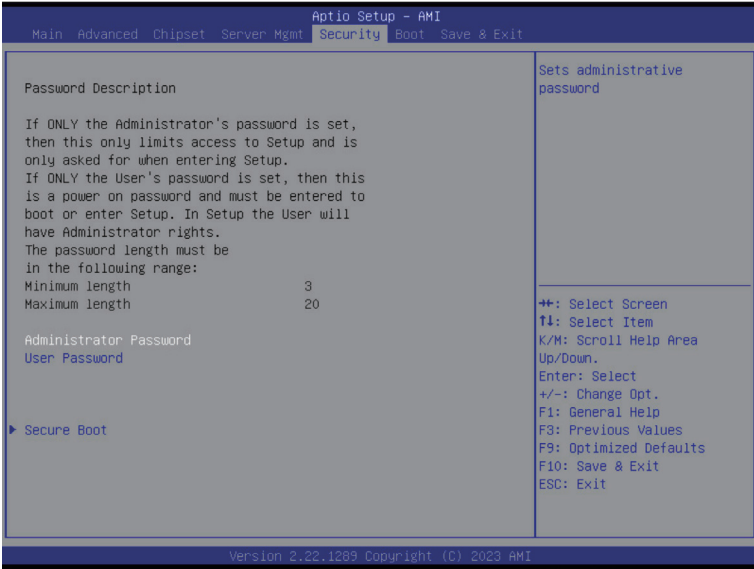 Aptio Setup - AMI
Main Advanced Chipset Server Mgmt Security Boot Save & Exit
Password Description
If ONLY the Administrator's password is set,
then this only limits access to Setup and is
only asked for when entering Setup.
If ONLY the User's password is set, then this
is a power on password and must be entered to
boot or enter Setup. In Setup the User will
have Administrator rights.
The password length must be
in the following range:
Minimum length 3
Maximum length 20
Administrator Password
User Password
Secure Boot
Sets administrative
password
→←: Select Screen
↑↓: Select Item
K/M: Scroll Help Area
Up/Down.
Enter: Select
+/-: Change Opt.
F1: General Help
F3: Previous Values
F9: Optimized Defaults
F10: Save & Exit
ESC: Exit
Version 2.22.1289 Copyright (C) 2023 AMI